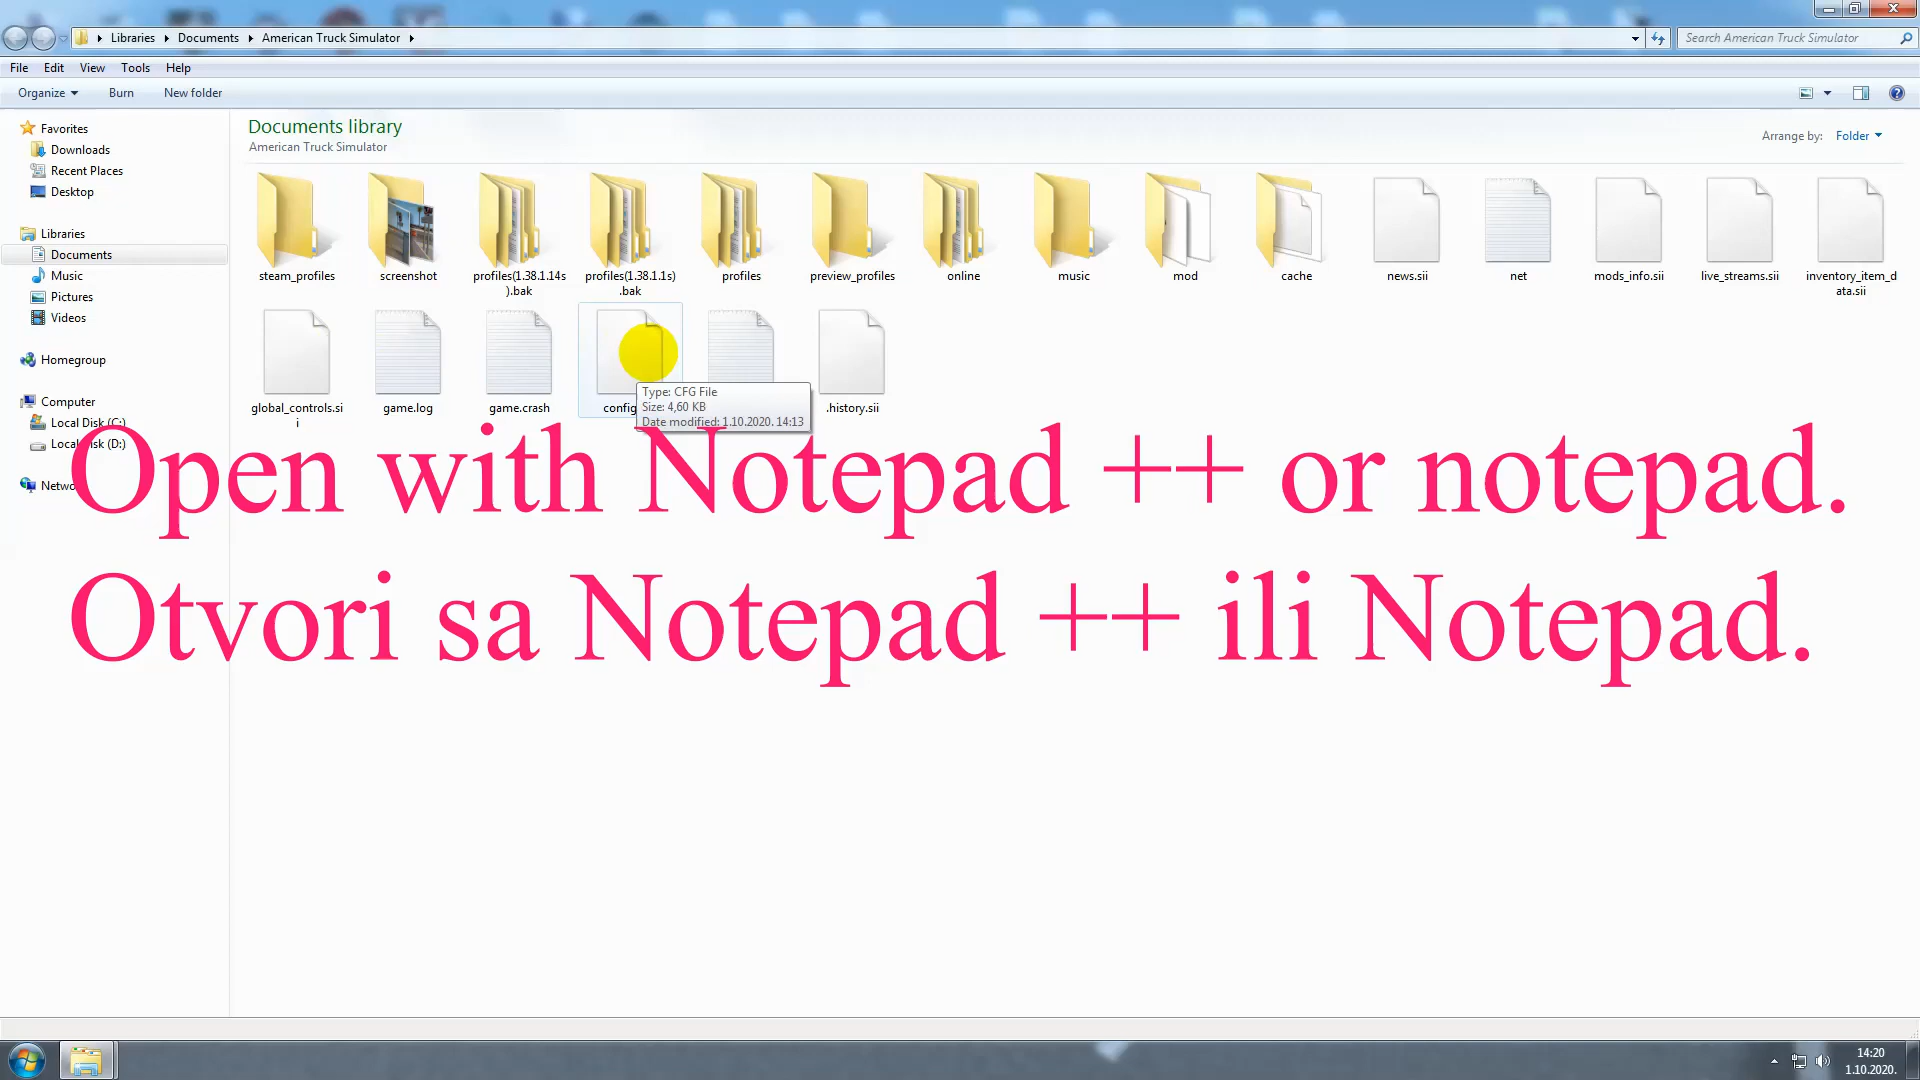 Libraries Documents American Truck Simulator
Search American Truck Simulator
File Edit View Tools Help
Organize Burn New folder
Favorites
Downloads
Recent Places
Desktop
Libraries
Documents
Music
Pictures
Videos
Homegroup
Computer
Local Disk (C:)
Local Disk (D:)
Documents library
American Truck Simulator
Arrange by: Folder
steam_profiles
screenshot
profiles(1.38.1.14s
).bak
profiles(1.38.1.1s)
.bak
profiles
preview_profiles
online
music
mod
cache
news.sii
net
mods_info.sii
live_streams.sii
inventory_item_d
ata.sii
global_controls.si
i
game.log
game.crash
config
.history.sii
Type: CFG File
Size: 4,60 KB
Date modified: 1.10.2020. 14:13
Open with Notepad ++ or notepad.
Otvori sa Notepad ++ ili Notepad.
14:20
1.10.2020.